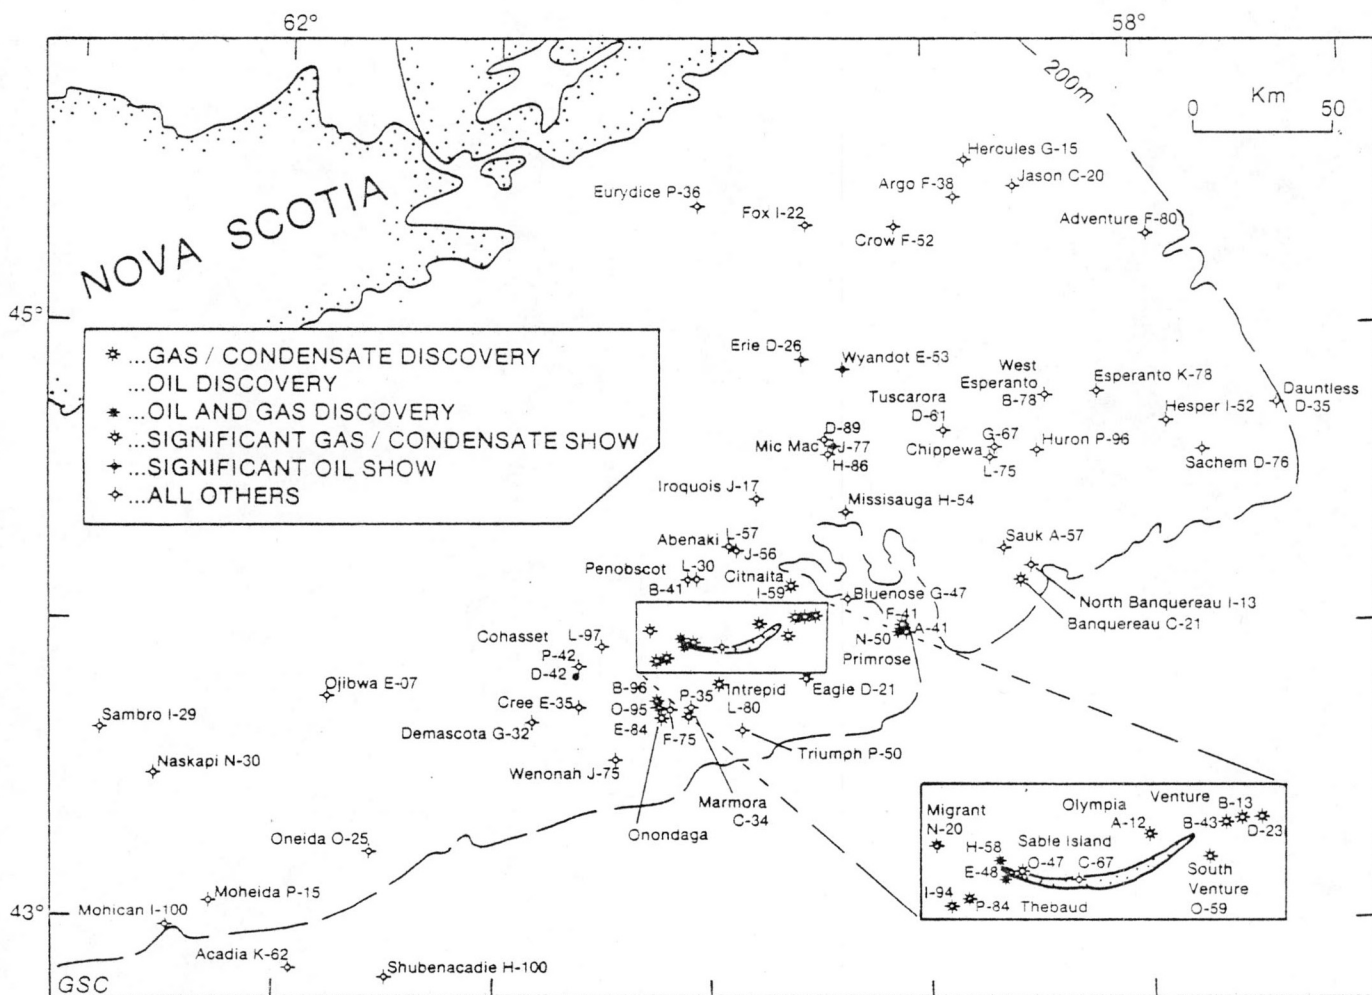 62°
58°
200m
Km
0 50
Hercules G-15
Jason C-20
Argo F-38
Eurydice P-36
Fox I-22
Crow F-52
Adventure F-80
NOVA SCOTIA
45°
...GAS / CONDENSATE DISCOVERY
...OIL DISCOVERY
...OIL AND GAS DISCOVERY
...SIGNIFICANT GAS / CONDENSATE SHOW
...SIGNIFICANT OIL SHOW
...ALL OTHERS
Erie D-26
Wyandot E-53
West
Esperanto
B-78
Esperanto K-78
Dauntless
D-35
Hesper I-52
Tuscarora
D-61
D-89
Mic Mac
J-77
H-86
G-67
Chippewa
L-75
Huron P-96
Sachem D-76
Iroquois J-17
Missisauga H-54
L-57
Abenaki
J-56
Sauk A-57
Penobscot
L-30
B-41
Citnalta
I-59
Bluenose G-47
North Banquereau I-13
Banquereau C-21
F-41
A-41
N-50
Primrose
Cohasset
L-97
P-42
D-42
Ojibwa E-07
Eagle D-21
Intrepid
L-80
B-96
P-35
O-95
E-84
F-75
Cree E-35
Demascota G-32
Sambro I-29
Naskapi N-30
Wenonah J-75
Triumph P-50
Marmora
C-34
Onondaga
Oneida O-25
Moheida P-15
Mohican I-100
43°
Acadia K-62
Shubenacadie H-100
GSC
Migrant
N-20
Olympia
A-12
Venture
B-13
B-43
D-23
H-58
Sable Island
O-47
C-67
E-48
South
Venture
O-59
I-94
P-84
Thebaud